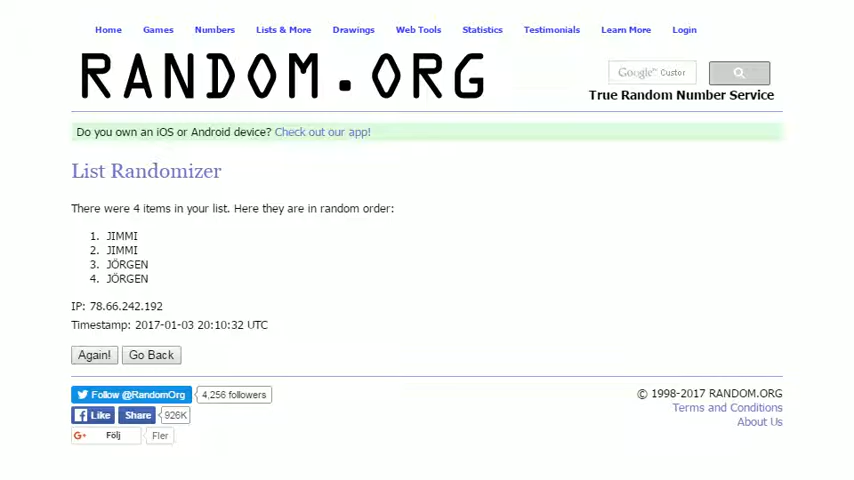 Home Games Numbers Lists & More Drawings Web Tools Statistics Testimonials Learn More Login
RANDOM.ORG
Google™ Custor
True Random Number Service
Do you own an iOS or Android device? Check out our app!
List Randomizer
There were 4 items in your list. Here they are in random order:
1. JIMMI
2. JIMMI
3. JÖRGEN
4. JÖRGEN
IP: 78.66.242.192
Timestamp: 2017-01-03 20:10:32 UTC
Again! Go Back
Follow @RandomOrg 4,256 followers
Like Share 926K
G+ Följ Fler
© 1998-2017 RANDOM.ORG
Terms and Conditions
About Us